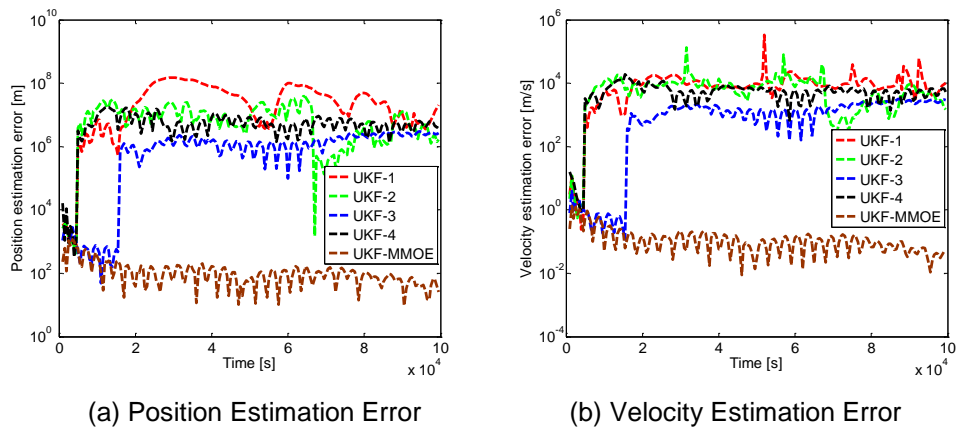 10^10
10^8
10^6
10^4
10^2
10^0
Position estimation error [m]
0 2 4 6 8 10
Time [s]
x 10^4
UKF-1
UKF-2
UKF-3
UKF-4
UKF-MMOE
(a) Position Estimation Error
10^6
10^4
10^2
10^0
10^-2
10^-4
Velocity estimation error [m/s]
0 2 4 6 8 10
Time [s]
x 10^4
UKF-1
UKF-2
UKF-3
UKF-4
UKF-MMOE
(b) Velocity Estimation Error